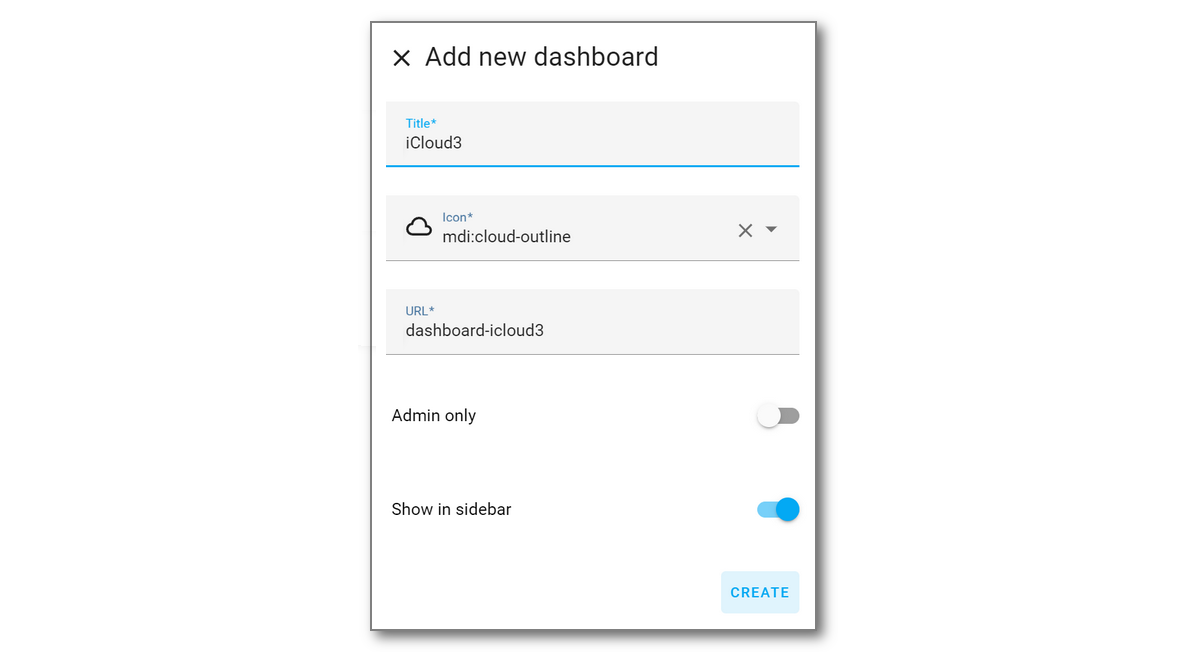 Add new dashboard
Title*
iCloud3
Icon*
mdi:cloud-outline
URL*
dashboard-icloud3
Admin only
Show in sidebar
CREATE